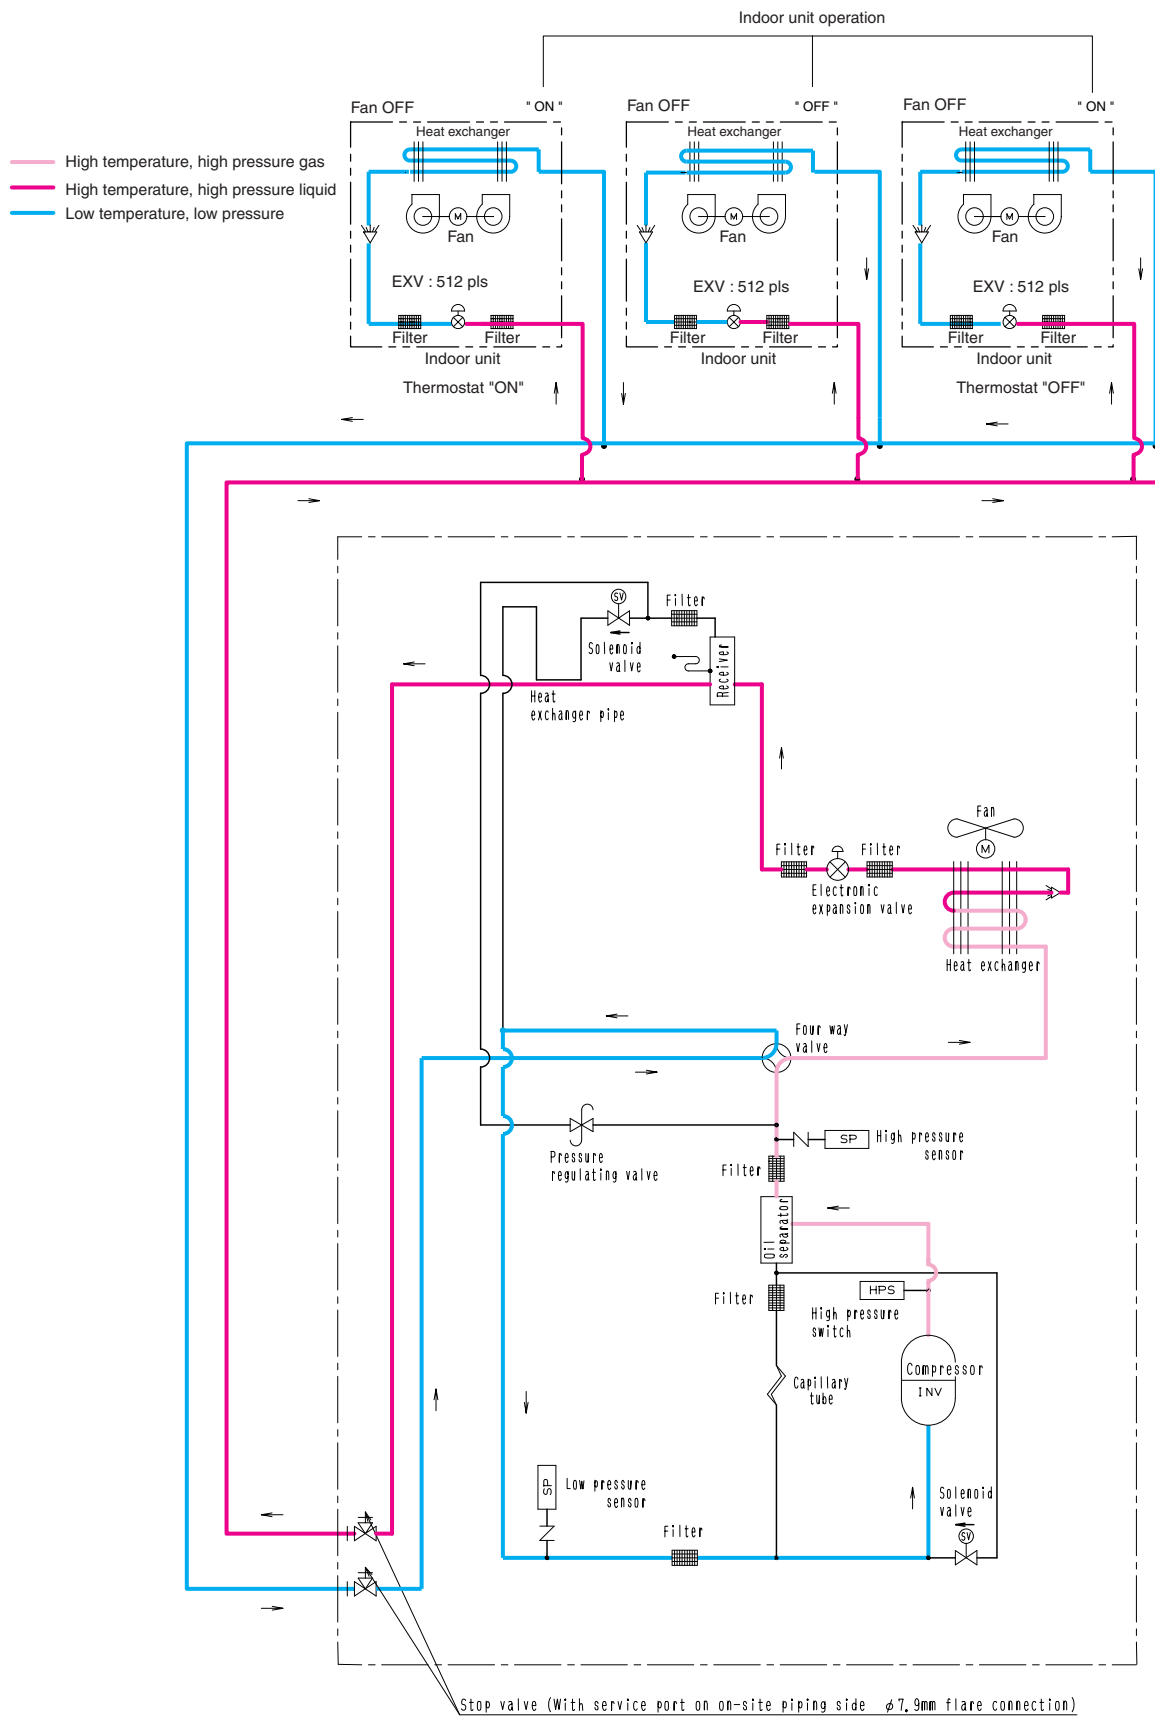 Indoor unit operation
Fan OFF
" ON "
Fan OFF
" OFF "
Fan OFF
" ON "
Heat exchanger
Heat exchanger
Heat exchanger
High temperature, high pressure gas
High temperature, high pressure liquid
Low temperature, low pressure
M
M
M
Fan
Fan
Fan
EXV : 512 pls
EXV : 512 pls
EXV : 512 pls
Filter
Filter
Filter
Filter
Filter
Filter
Indoor unit
Indoor unit
Indoor unit
Thermostat "ON"
Thermostat "OFF"
SV
Filter
Solenoid
valve
Receiver
Heat
exchanger pipe
Fan
M
Filter
Filter
Electronic
expansion valve
Heat exchanger
Four way
valve
SP
High pressure
sensor
Pressure
regulating valve
Filter
Oil
separator
Filter
HPS
High pressure
switch
Compressor
INV
Capillary
tube
SP
Low pressure
sensor
Solenoid
valve
SV
Filter
Stop valve (With service port on on-site piping side ϕ7.9mm flare connection)